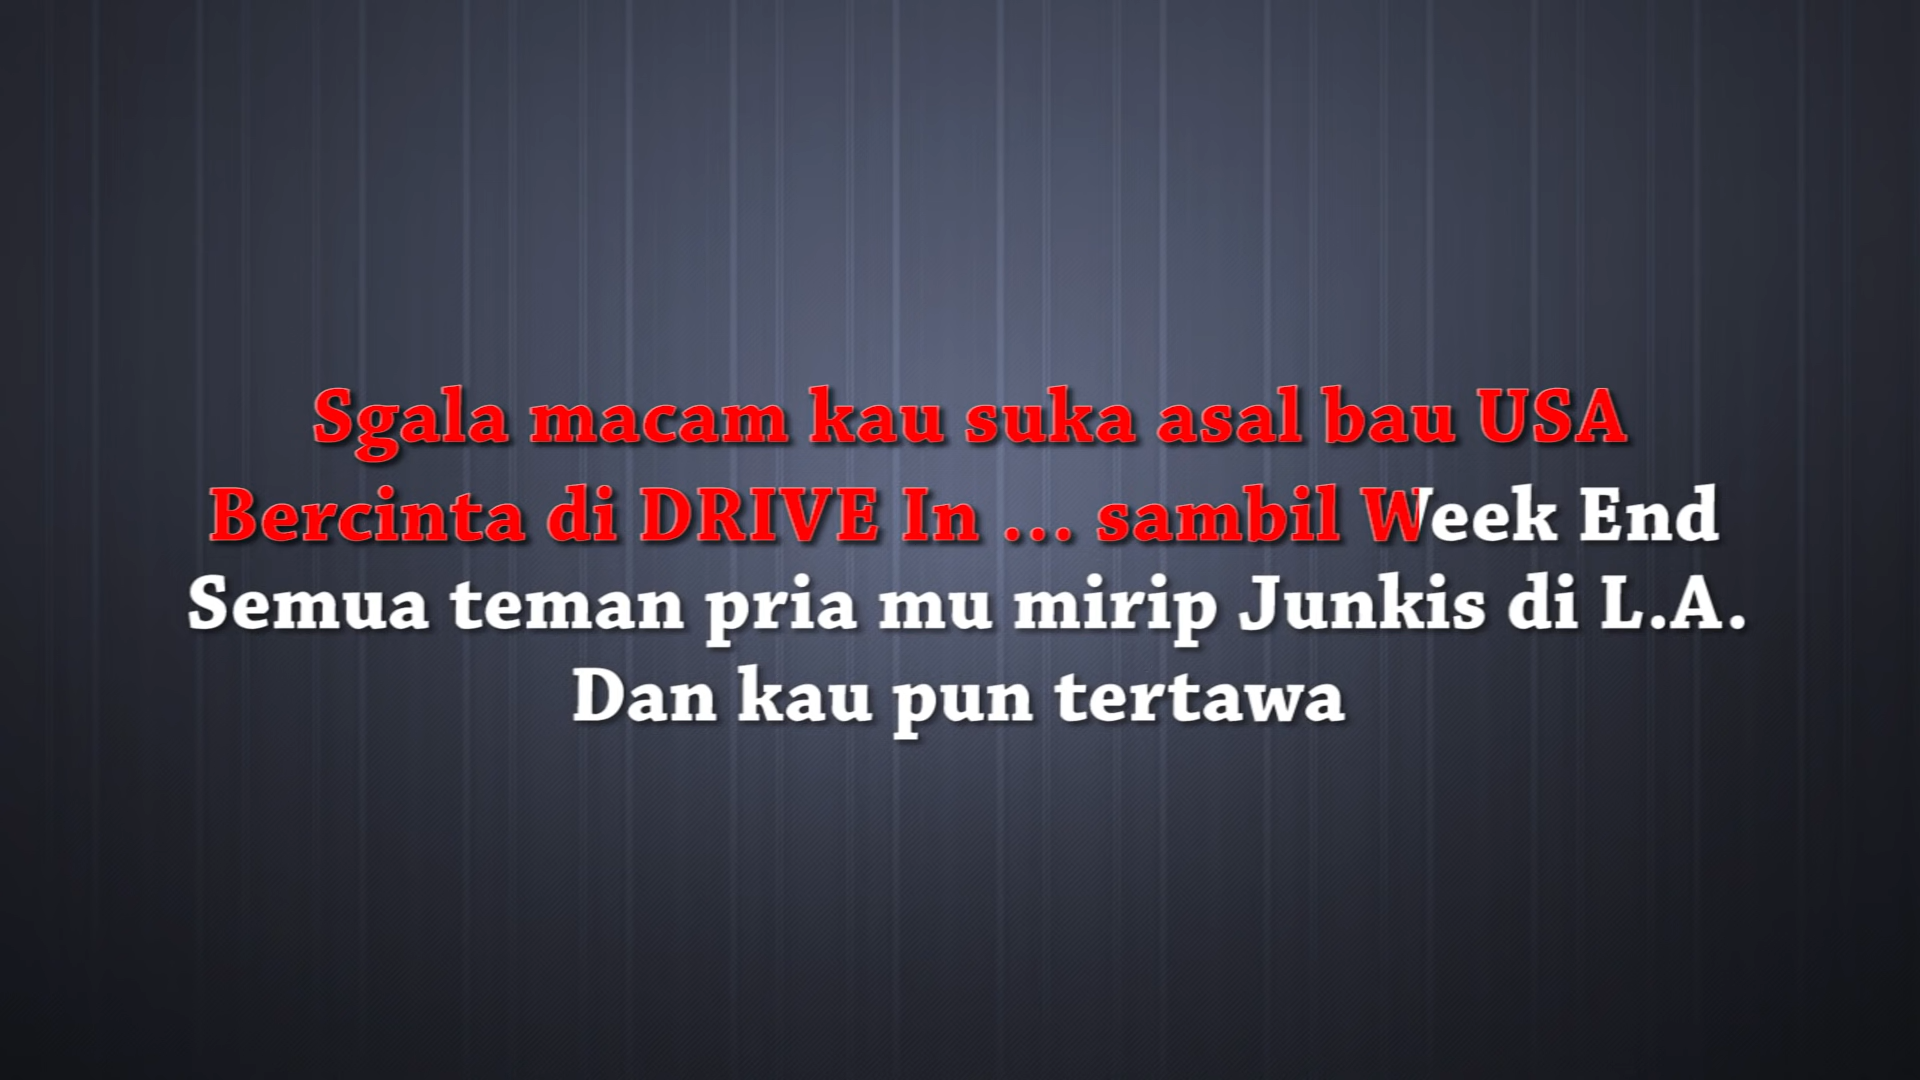 Sgala macam kau suka asal bau USA
Bercinta di DRIVE In ... sambil Week End
Semua teman pria mu mirip Junkis di L.A.
Dan kau pun tertawa